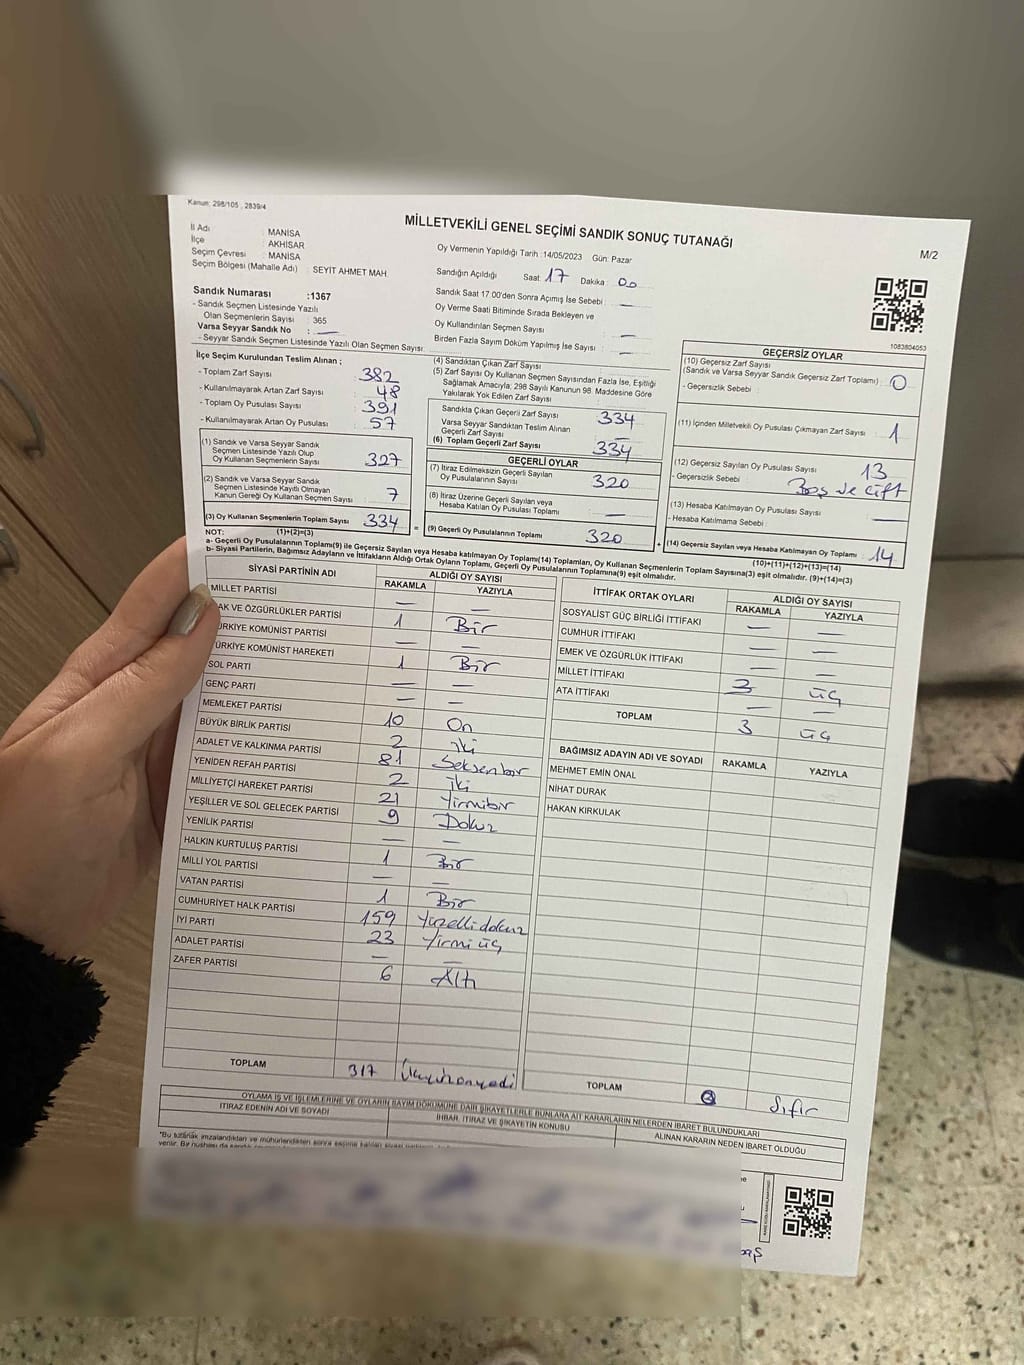 Kanun; 298/105 , 2839/4
MİLLETVEKİLİ GENEL SEÇİMİ SANDIK SONUÇ TUTANAĞI
M/2
İl Adı : MANİSA
İlçe : AKHİSAR
Seçim Çevresi : MANİSA
Seçim Bölgesi (Mahalle Adı) : SEYİT AHMET MAH.
Oy Vermenin Yapıldığı Tarih :14/05/2023 Gün: Pazar
Sandığın Açıldığı Saat: 17 Dakika: 00
Sandık Saat 17:00'den Sonra Açımış İse Sebebi : —
Oy Verme Saati Bitiminde Sırada Bekleyen ve
Oy Kullandırılan Seçmen Sayısı : —
Birden Fazla Sayım Döküm Yapılmış İse Sayısı : —
Sandık Numarası :1367
- Sandık Seçmen Listesinde Yazılı
Olan Seçmenlerin Sayısı : 365
Varsa Seyyar Sandık No : —
- Seyyar Sandık Seçmen Listesinde Yazılı Olan Seçmen Sayısı :
1083804053
İlçe Seçim Kurulundan Teslim Alınan ;
- Toplam Zarf Sayısı : 382
- Kullanılmayarak Artan Zarf Sayısı : 48
- Toplam Oy Pusulası Sayısı : 391
- Kullanılmayarak Artan Oy Pusulası : 57
(1) Sandık ve Varsa Seyyar Sandık
Seçmen Listesinde Yazılı Olup
Oy Kullanan Seçmenlerin Sayısı : 327
(2) Sandık ve Varsa Seyyar Sandık
Seçmen Listesinde Kayıtlı Olmayan
Kanun Gereği Oy Kullanan Seçmen Sayısı : 7
(3) Oy Kullanan Seçmenlerin Toplam Sayısı : 334
(1)+(2)=(3)
(4) Sandıktan Çıkan Zarf Sayısı :
(5) Zarf Sayısı Oy Kullanan Seçmen Sayısından Fazla İse, Eşitliği
Sağlamak Amacıyla; 298 Sayılı Kanunun 98. Maddesine Göre
Yakılarak Yok Edilen Zarf Sayısı :
Sandıkta Çıkan Geçerli Zarf Sayısı : 334
Varsa Seyyar Sandıktan Teslim Alınan
Geçerli Zarf Sayısı : —
(6) Toplam Geçerli Zarf Sayısı : 334
GEÇERLİ OYLAR
(7) İtiraz Edilmeksizin Geçerli Sayılan
Oy Pusulalarının Sayısı : 320
(8) İtiraz Üzerine Geçerli Sayılan veya
Hesaba Katılan Oy Pusulası Toplamı : —
(9) Geçerli Oy Pusulalarının Toplamı : 320
GEÇERSİZ OYLAR
(10) Geçersiz Zarf Sayısı
(Sandık ve Varsa Seyyar Sandık Geçersiz Zarf Toplamı) : 0
- Geçersizlik Sebebi :
(11) İçinden Milletvekili Oy Pusulası Çıkmayan Zarf Sayısı : 1
(12) Geçersiz Sayılan Oy Pusulası Sayısı : 13
- Geçersizlik Sebebi : Boş ve çift
(13) Hesaba Katılmayan Oy Pusulası Sayısı : —
- Hesaba Katılmama Sebebi :
(14) Geçersiz Sayılan veya Hesaba Katılmayan Oy Toplamı : 14
(10)+(11)+(12)+(13)=(14)
NOT:
a- Geçerli Oy Pusulalarının Toplamı(9) ile Geçersiz Sayılan veya Hesaba katılmayan Oy Toplamı(14) Toplamları, Oy Kullanan Seçmenlerin Toplam Sayısına(3) eşit olmalıdır. (9)+(14)=(3)
b- Siyasi Partilerin, Bağımsız Adayların ve İttifakların Aldığı Ortak Oyların Toplamı, Geçerli Oy Pusulalarının Toplamına(9) eşit olmalıdır.
SİYASİ PARTİNİN ADI ALDIĞI OY SAYISI
RAKAMLA YAZIYLA
MİLLET PARTİSİ — —
AK VE ÖZGÜRLÜKLER PARTİSİ 1 Bir
ÜRKİYE KOMÜNİST PARTİSİ — —
ÜRKİYE KOMÜNİST HAREKETİ 1 Bir
SOL PARTİ — —
GENÇ PARTİ — —
MEMLEKET PARTİSİ 10 On
BÜYÜK BİRLİK PARTİSİ 2 iki
ADALET VE KALKINMA PARTİSİ 81 Seksenbir
YENİDEN REFAH PARTİSİ 2 iki
MİLLİYETÇİ HAREKET PARTİSİ 21 Yirmibir
YEŞİLLER VE SOL GELECEK PARTİSİ 9 Dokuz
YENİLİK PARTİSİ — —
HALKIN KURTULUŞ PARTİSİ 1 Bir
MİLLİ YOL PARTİSİ — —
VATAN PARTİSİ 1 Bir
CUMHURİYET HALK PARTİSİ 159 Yüzellidokuz
İYİ PARTİ 23 Yirmi üç
ADALET PARTİSİ — —
ZAFER PARTİSİ 6 Altı
TOPLAM 317 Üçyüzonyedi
İTTİFAK ORTAK OYLARI ALDIĞI OY SAYISI
RAKAMLA YAZIYLA
SOSYALİST GÜÇ BİRLİĞİ İTTİFAKI — —
CUMHUR İTTİFAKI — —
EMEK VE ÖZGÜRLÜK İTTİFAKI — —
MİLLET İTTİFAKI 3 üç
ATA İTTİFAKI — —
TOPLAM 3 üç
BAĞIMSIZ ADAYIN ADI VE SOYADI RAKAMLA YAZIYLA
MEHMET EMİN ÖNAL
NİHAT DURAK
HAKAN KIRKULAK
TOPLAM Sıfır
OYLAMA İŞ VE İŞLEMLERİNE VE OYLARIN SAYIM DÖKÜMÜNE DAİR ŞİKAYETLERLE BUNLARA AİT KARARLARIN NELERDEN İBARET BULUNDUKLARI
İTİRAZ EDENİN ADI VE SOYADI İHBAR, İTİRAZ VE ŞİKAYETİN KONUSU ALINAN KARARIN NEDEN İBARET OLDUĞU
"Bu tutanak imzalandıktan ve mühürlendikten sonra